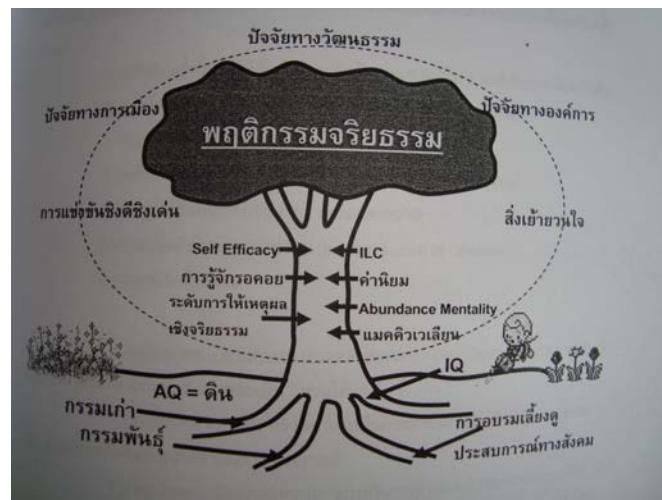 ปัจจัยทางวัฒนธรรม
ปัจจัยทางการเมือง
ปัจจัยทางองค์การ
พฤติกรรมจริยธรรม
การแข่งขันชิงดีชิงเด่น
สิ่งเย้ายวนใจ
Self Efficacy
ILC
การรู้จักรอคอย
ค่านิยม
ระดับการให้เหตุผล
เชิงจริยธรรม
Abundance Mentality
แมคคิวเวเลียน
IQ
AQ = ดิน
กรรมเก่า
กรรมพันธุ์
การอบรมเลี้ยงดู
ประสบการณ์ทางสังคม